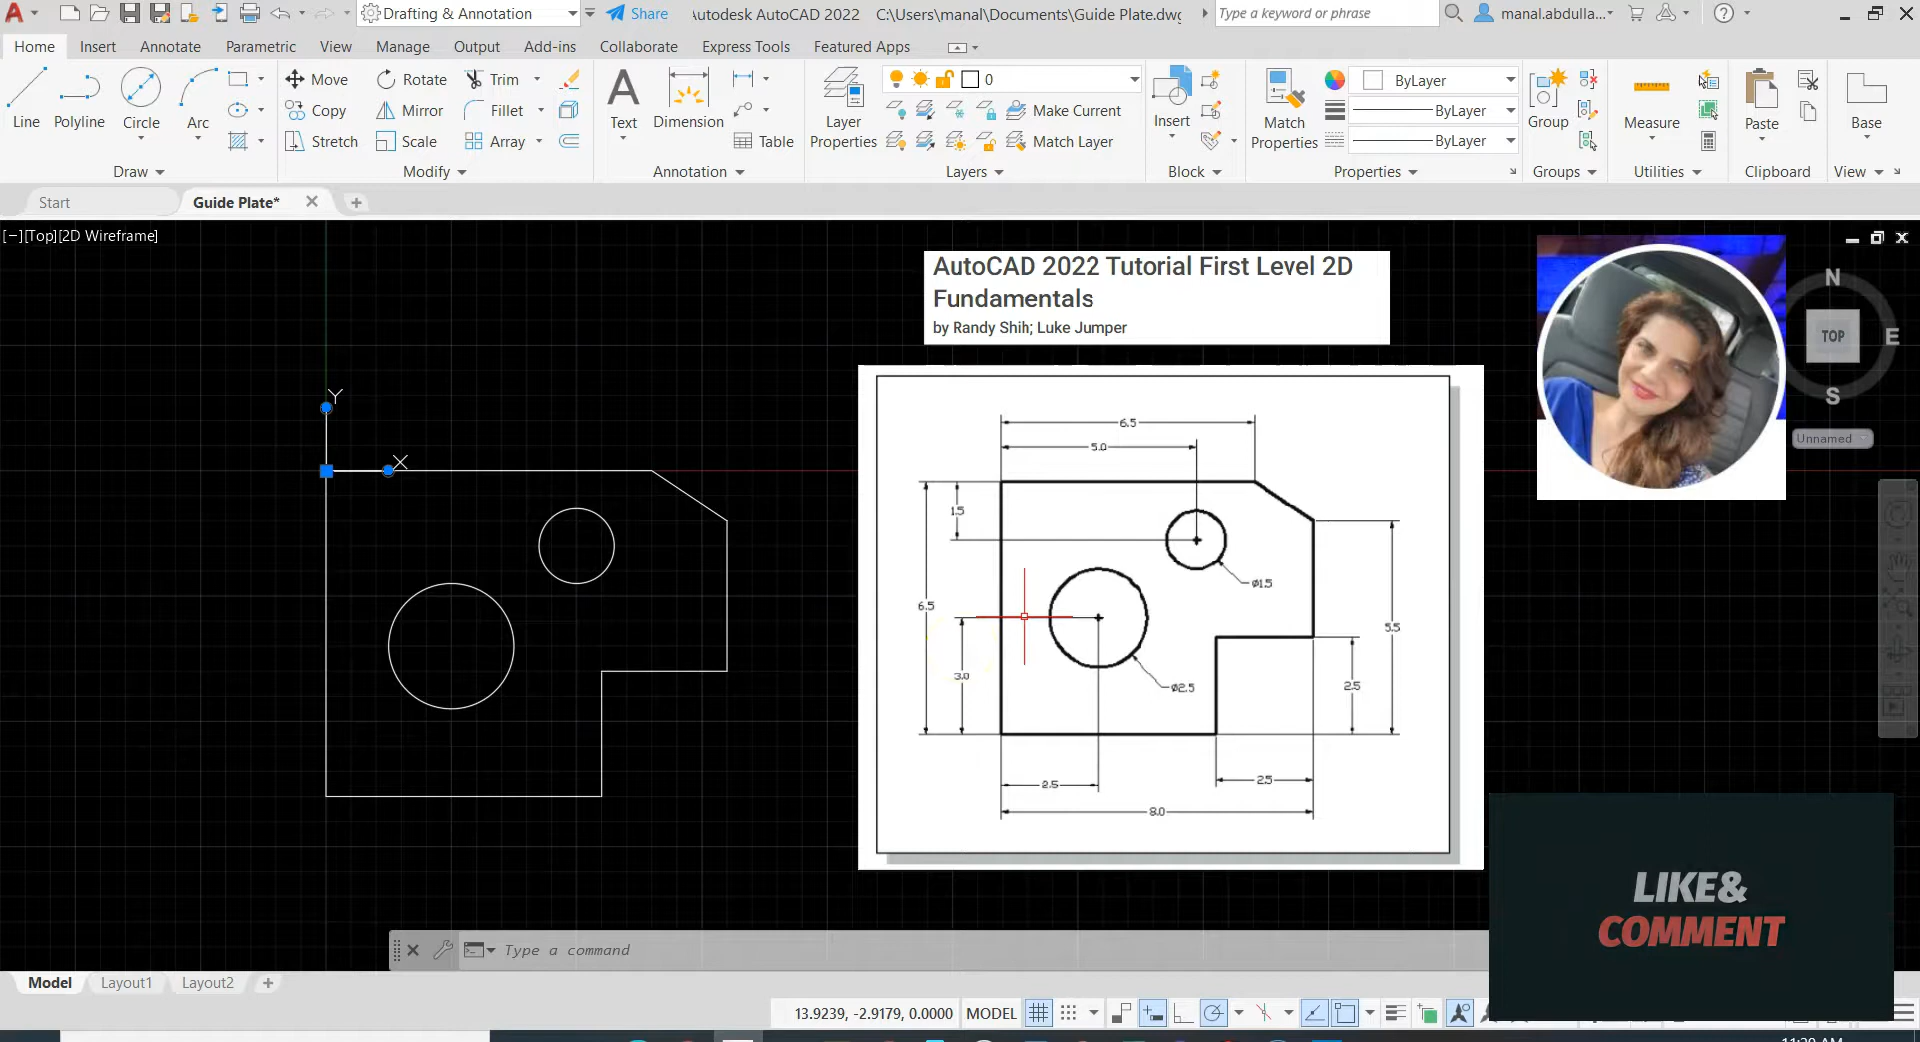 Drafting & Annotation
Share
Autodesk AutoCAD 2022 C:\Users\manal\Documents\Guide Plate.dwg
Type a keyword or phrase
manal.abdulla...
Home Insert Annotate Parametric View Manage Output Add-ins Collaborate Express Tools Featured Apps
Line Polyline Circle Arc
Move Rotate Trim
Copy Mirror Fillet
Stretch Scale Array
Text Dimension Table
Layer Properties
0
Make Current
Match Layer
Insert
Match Properties
ByLayer
ByLayer
ByLayer
Group
Measure
Paste
Base
Draw Modify Annotation Layers Block Properties Groups Utilities Clipboard View
Start Guide Plate*
[−][Top][2D Wireframe]
AutoCAD 2022 Tutorial First Level 2D
Fundamentals
by Randy Shih; Luke Jumper
N
TOP E
S
Unnamed
Y
X
6.5
5.0
1.5
Ø1.5
6.5
5.5
3.0
Ø2.5
2.5
2.5
2.5
8.0
LIKE&
COMMENT
Type a command
Model Layout1 Layout2
13.9239, -2.9179, 0.0000 MODEL